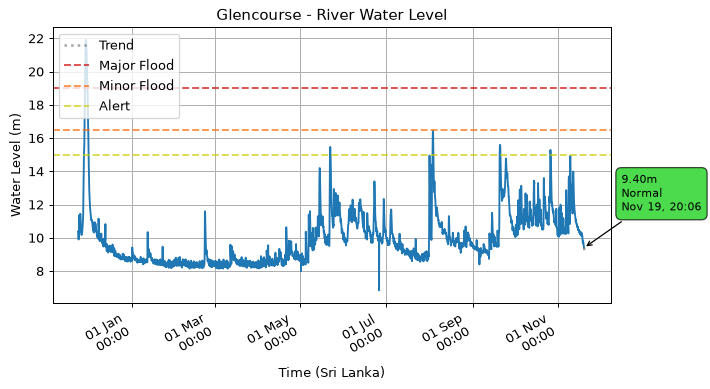 Glencourse - River Water Level
Trend
Major Flood
Minor Flood
Alert
Water Level (m)
22
20
18
16
14
12
10
8
9.40m
Normal
Nov 19, 20:06
01 Jan
00:00
01 Mar
00:00
01 May
00:00
01 Jul
00:00
01 Sep
00:00
01 Nov
00:00
Time (Sri Lanka)